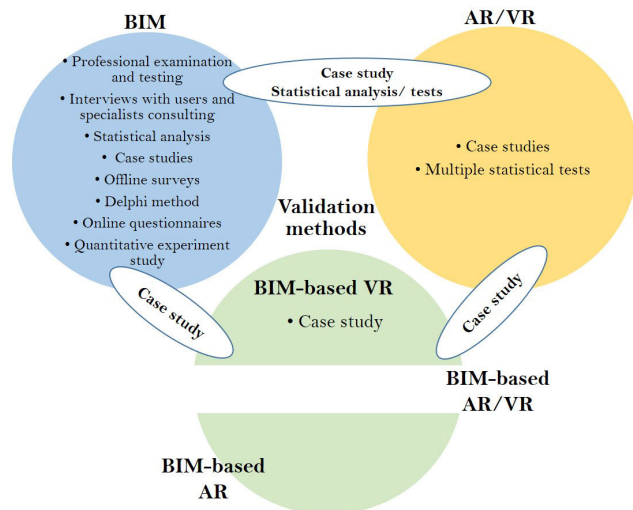 BIM
AR/VR
• Professional examination
and testing
• Interviews with users and
specialists consulting
• Statistical analysis
• Case studies
• Offline surveys
• Delphi method
• Online questionnaires
• Quantitative experiment
study
Case study
Statistical analysis/ tests
• Case studies
• Multiple statistical tests
Validation
methods
Case study
BIM-based VR
• Case study
Case study
BIM-based
AR/VR
BIM-based
AR